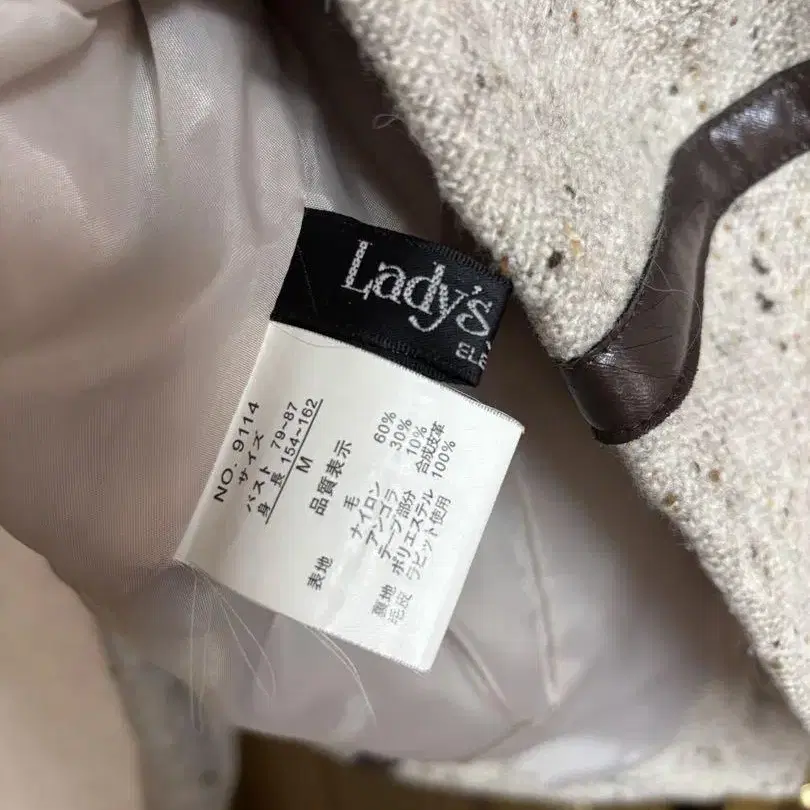 Lady's
ELE
NO. 9114
サイズ
バスト 79~87
身 長 154~162
M
品質表示
表地 毛 60%
ナイロン 30%
アンゴラ 10%
テープ部分 合成皮革
裏地 ポリエステル 100%
毛皮 ラビット使用